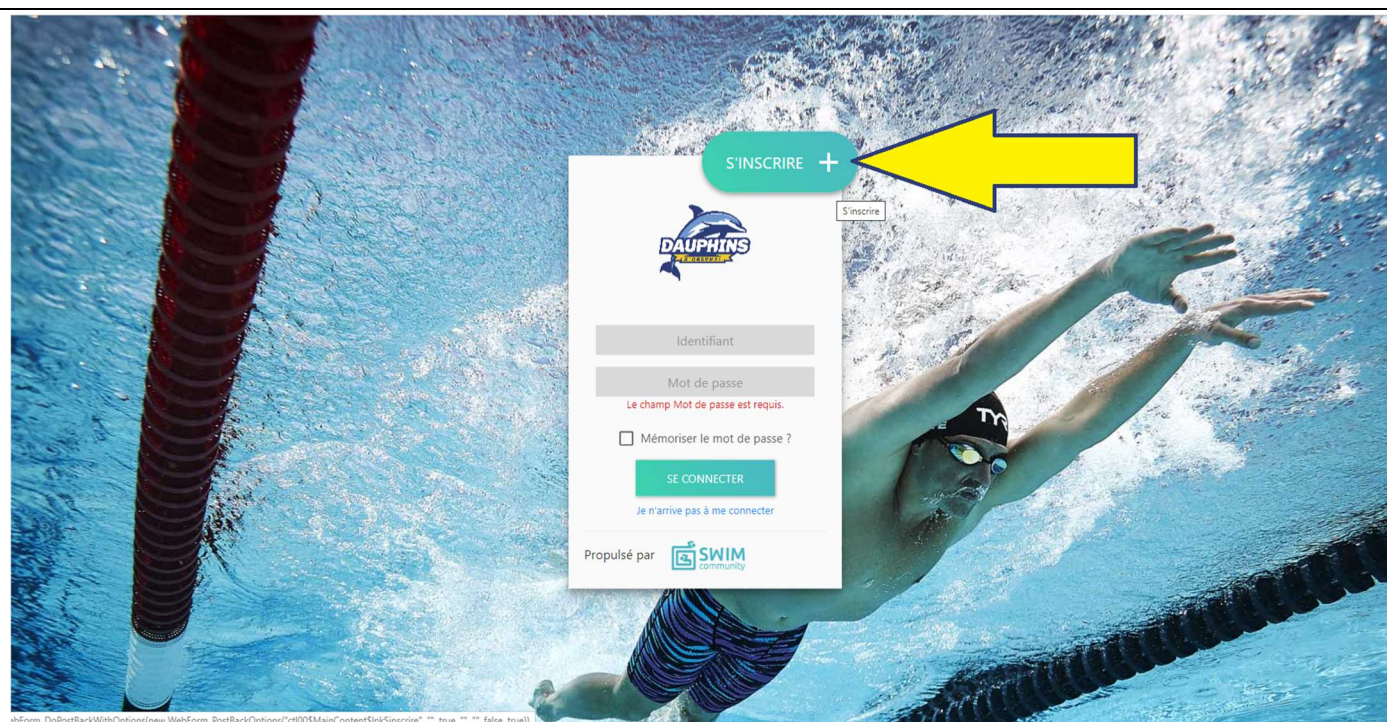 S'INSCRIRE +
S'inscrire
DAUPHINS
Identifiant
Mot de passe
Le champ Mot de passe est requis.
Mémoriser le mot de passe ?
SE CONNECTER
Je n'arrive pas à me connecter
Propulsé par
SWIM
community
TYR